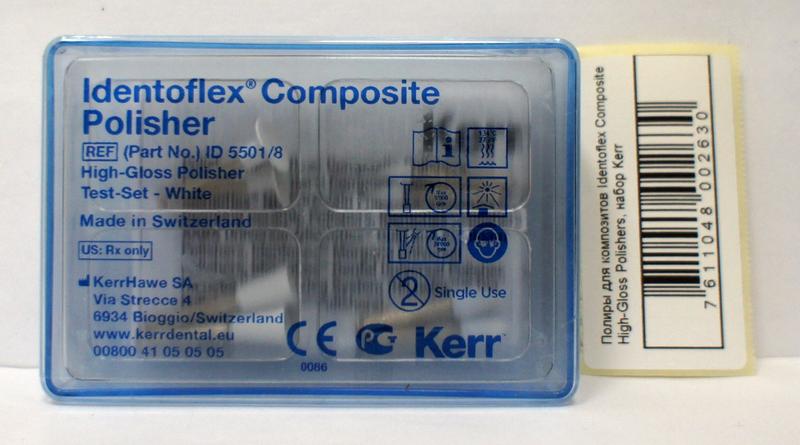 Identoflex® Composite
Polisher
REF (Part No.) ID 5501/8
High-Gloss Polisher
Test-Set - White
Made in Switzerland
US: Rx only
KerrHawe SA
Via Strecce 4
6934 Bioggio/Switzerland
www.kerrdental.eu
00800 41 05 05 05
2 Single Use
CE
0086
Kerr™
Полиры для композитов Identoflex Composite
High-Gloss Polishers, набор Kerr
7 611048 002630